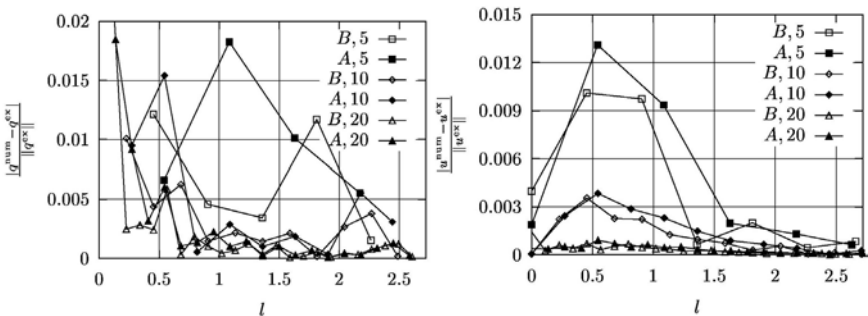 0.02
0.015
0.01
0.005
0
0 0.5 1 1.5 2 2.5
l
|q^num − q^ex|
‖q^ex‖
B, 5
A, 5
B, 10
A, 10
B, 20
A, 20
0.015
0.012
0.009
0.006
0.003
0
0 0.5 1 1.5 2 2.5
l
|u^num − u^ex|
‖u^ex‖
B, 5
A, 5
B, 10
A, 10
B, 20
A, 20